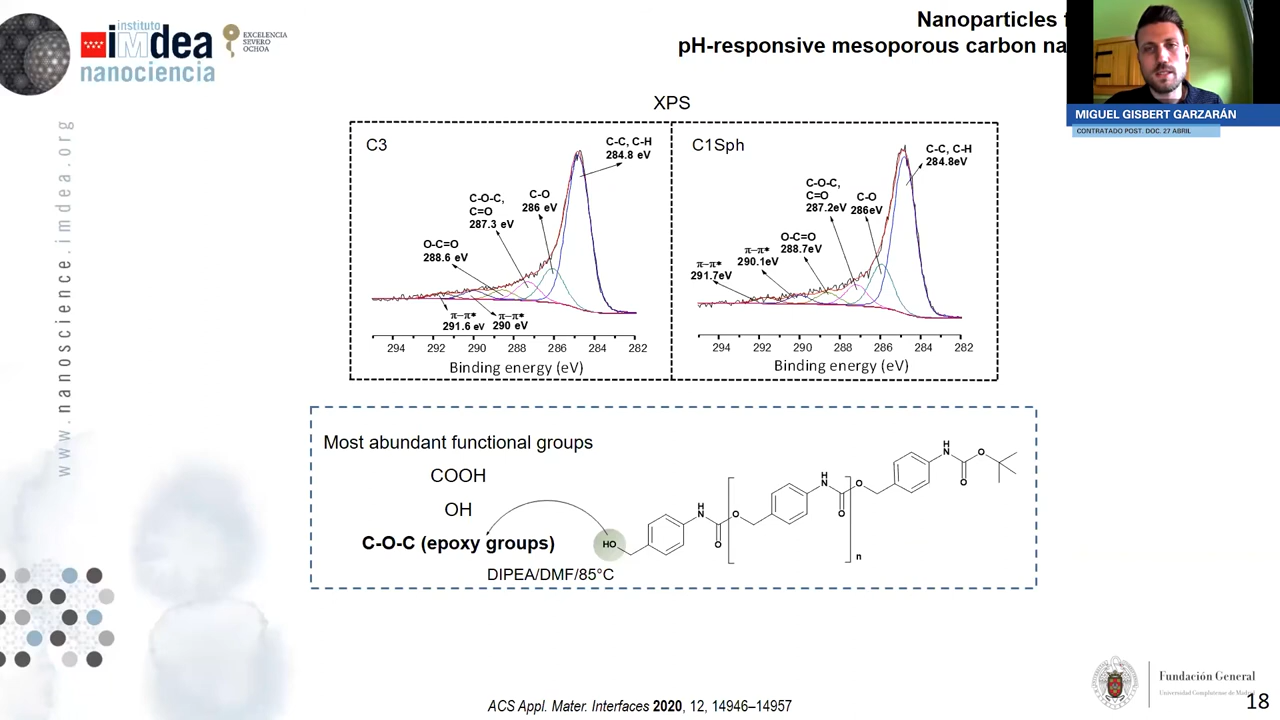 instituto
imdea
nanociencia
EXCELENCIA
SEVERO
OCHOA
Nanoparticles
pH-responsive mesoporous carbon
MIGUEL GISBERT GARZARÁN
CONTRATADO POST. DOC. 27 ABRIL
www.nanoscience.imdea.org
XPS
C3
C-C, C-H
284.8 eV
C-O
286 eV
C-O-C,
C=O
287.3 eV
O-C=O
288.6 eV
π–π*
291.6 eV
π–π*
290 eV
294 292 290 288 286 284 282
Binding energy (eV)
C1Sph
C-C, C-H
284.8eV
C-O-C,
C=O
287.2eV
C-O
286eV
O-C=O
288.7eV
π–π*
290.1eV
π–π*
291.7eV
294 292 290 288 286 284 282
Binding energy (eV)
Most abundant functional groups
COOH
OH
C-O-C (epoxy groups)
DIPEA/DMF/85°C
HO
H
N
O
O
H
N
O
O
n
H
N
O
O
ACS Appl. Mater. Interfaces 2020, 12, 14946–14957
Fundación General
Universidad Complutense de Madrid
18